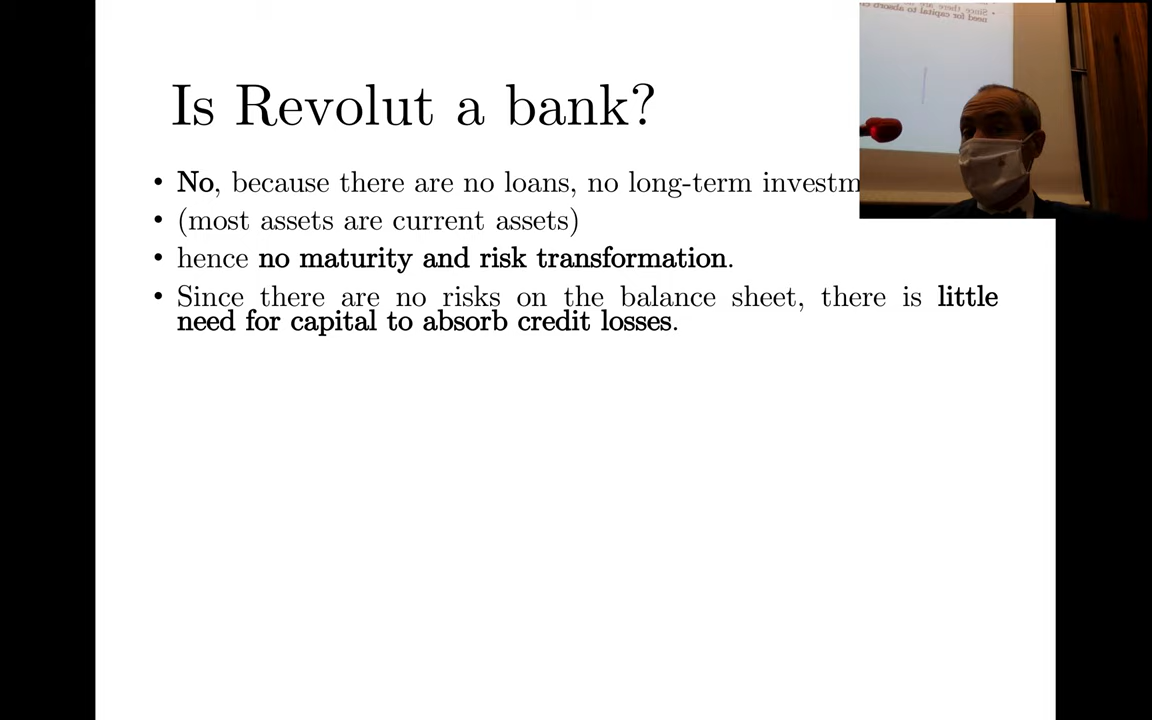 Is Revolut a bank?
• No, because there are no loans, no long-term investm
• (most assets are current assets)
• hence no maturity and risk transformation.
• Since there are no risks on the balance sheet, there is little
need for capital to absorb credit losses.